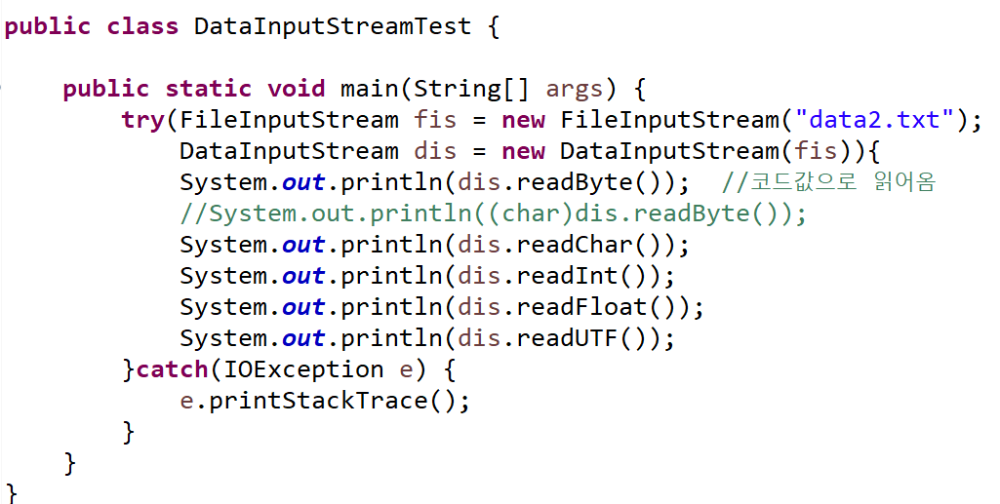 public class DataInputStreamTest {
public static void main(String[] args) {
try(FileInputStream fis = new FileInputStream("data2.txt");
DataInputStream dis = new DataInputStream(fis)){
System.out.println(dis.readByte());  //코드값으로 읽어옴
//System.out.println((char)dis.readByte());
System.out.println(dis.readChar());
System.out.println(dis.readInt());
System.out.println(dis.readFloat());
System.out.println(dis.readUTF());
}catch(IOException e) {
e.printStackTrace();
}
}
}